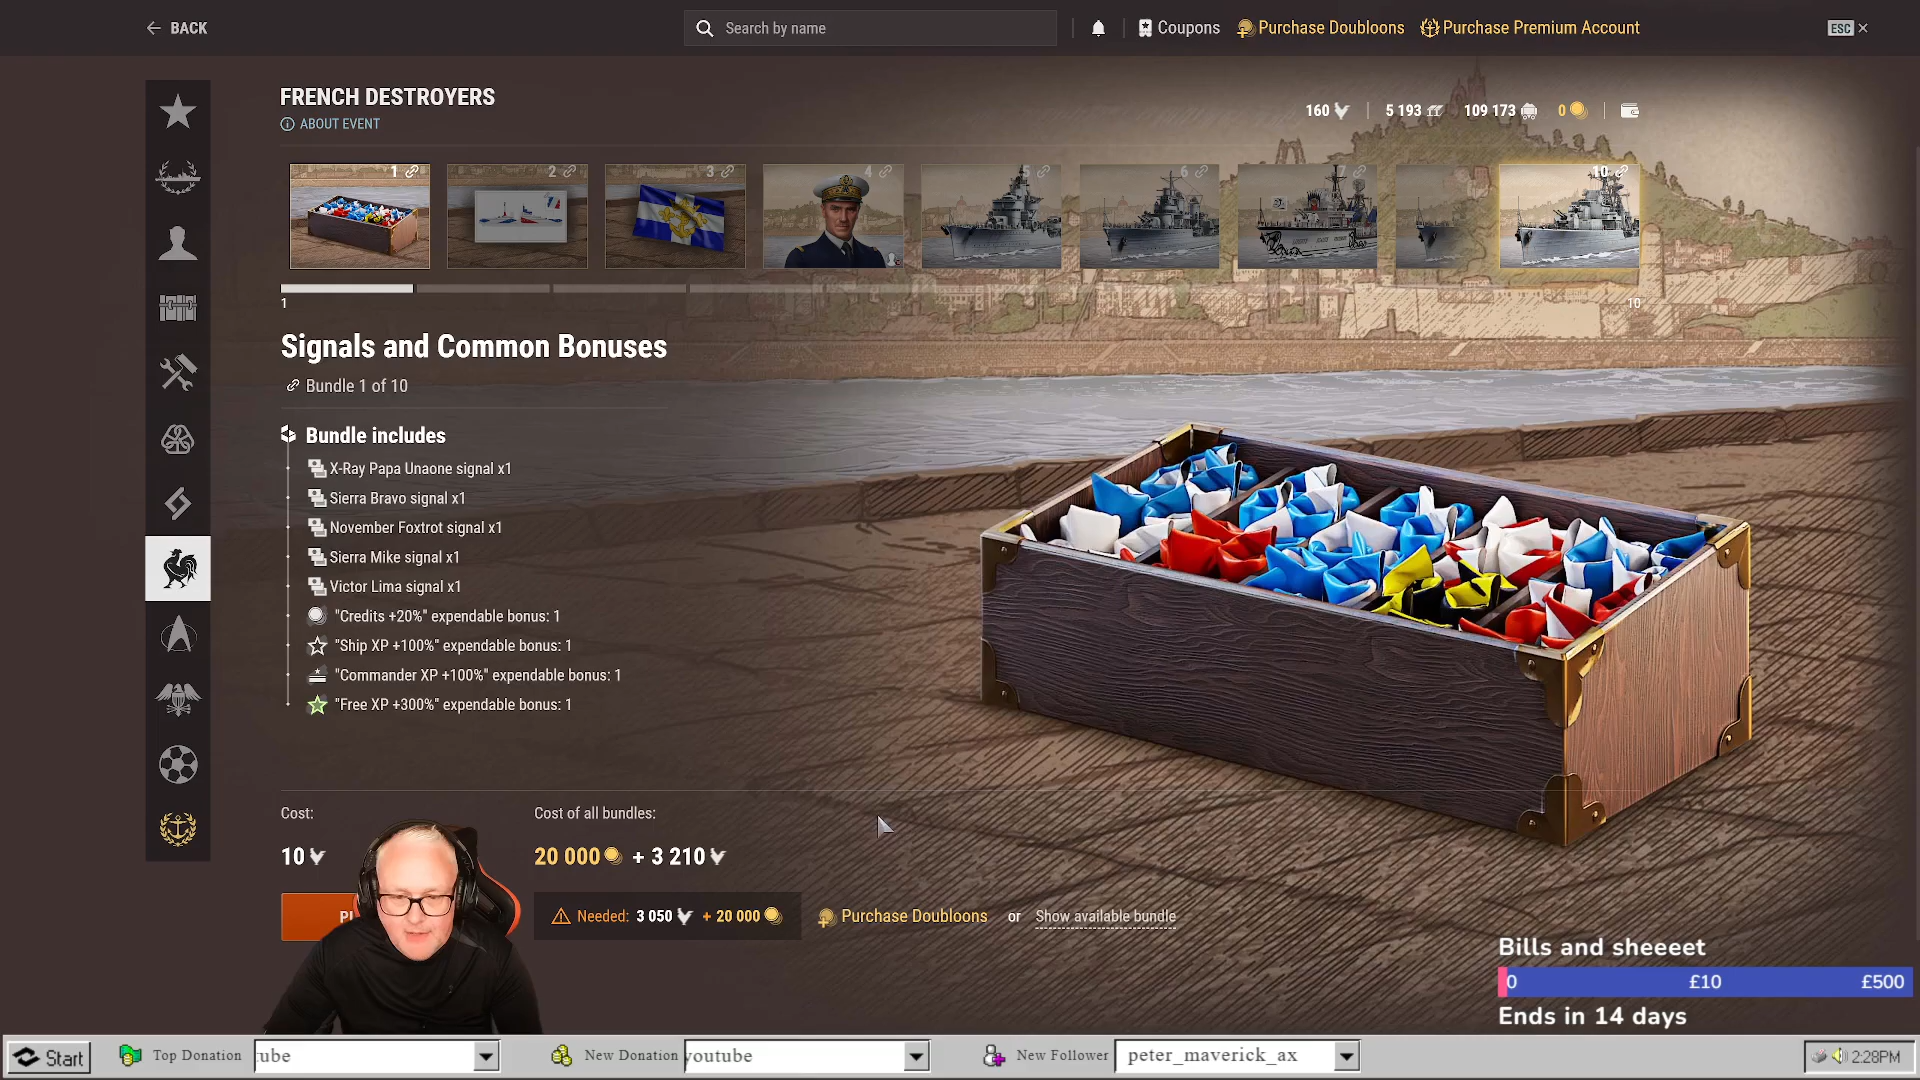 BACK
Search by name
Coupons
Purchase Doubloons
Purchase Premium Account
ESC
FRENCH DESTROYERS
ABOUT EVENT
160
5 193
109 173
0
1
2
3
4
5
6
7
10
1
10
Signals and Common Bonuses
Bundle 1 of 10
Bundle includes
X-Ray Papa Unaone signal x1
Sierra Bravo signal x1
November Foxtrot signal x1
Sierra Mike signal x1
Victor Lima signal x1
"Credits +20%" expendable bonus: 1
"Ship XP +100%" expendable bonus: 1
"Commander XP +100%" expendable bonus: 1
"Free XP +300%" expendable bonus: 1
Cost:
Cost of all bundles:
10
20 000 + 3 210
Needed: 3 050 + 20 000
Purchase Doubloons
or
Show available bundle
Bills and sheeeet
0 £10 £500
Ends in 14 days
Start
Top Donation
New Donation
youtube
New Follower
peter_maverick_ax
2:28PM